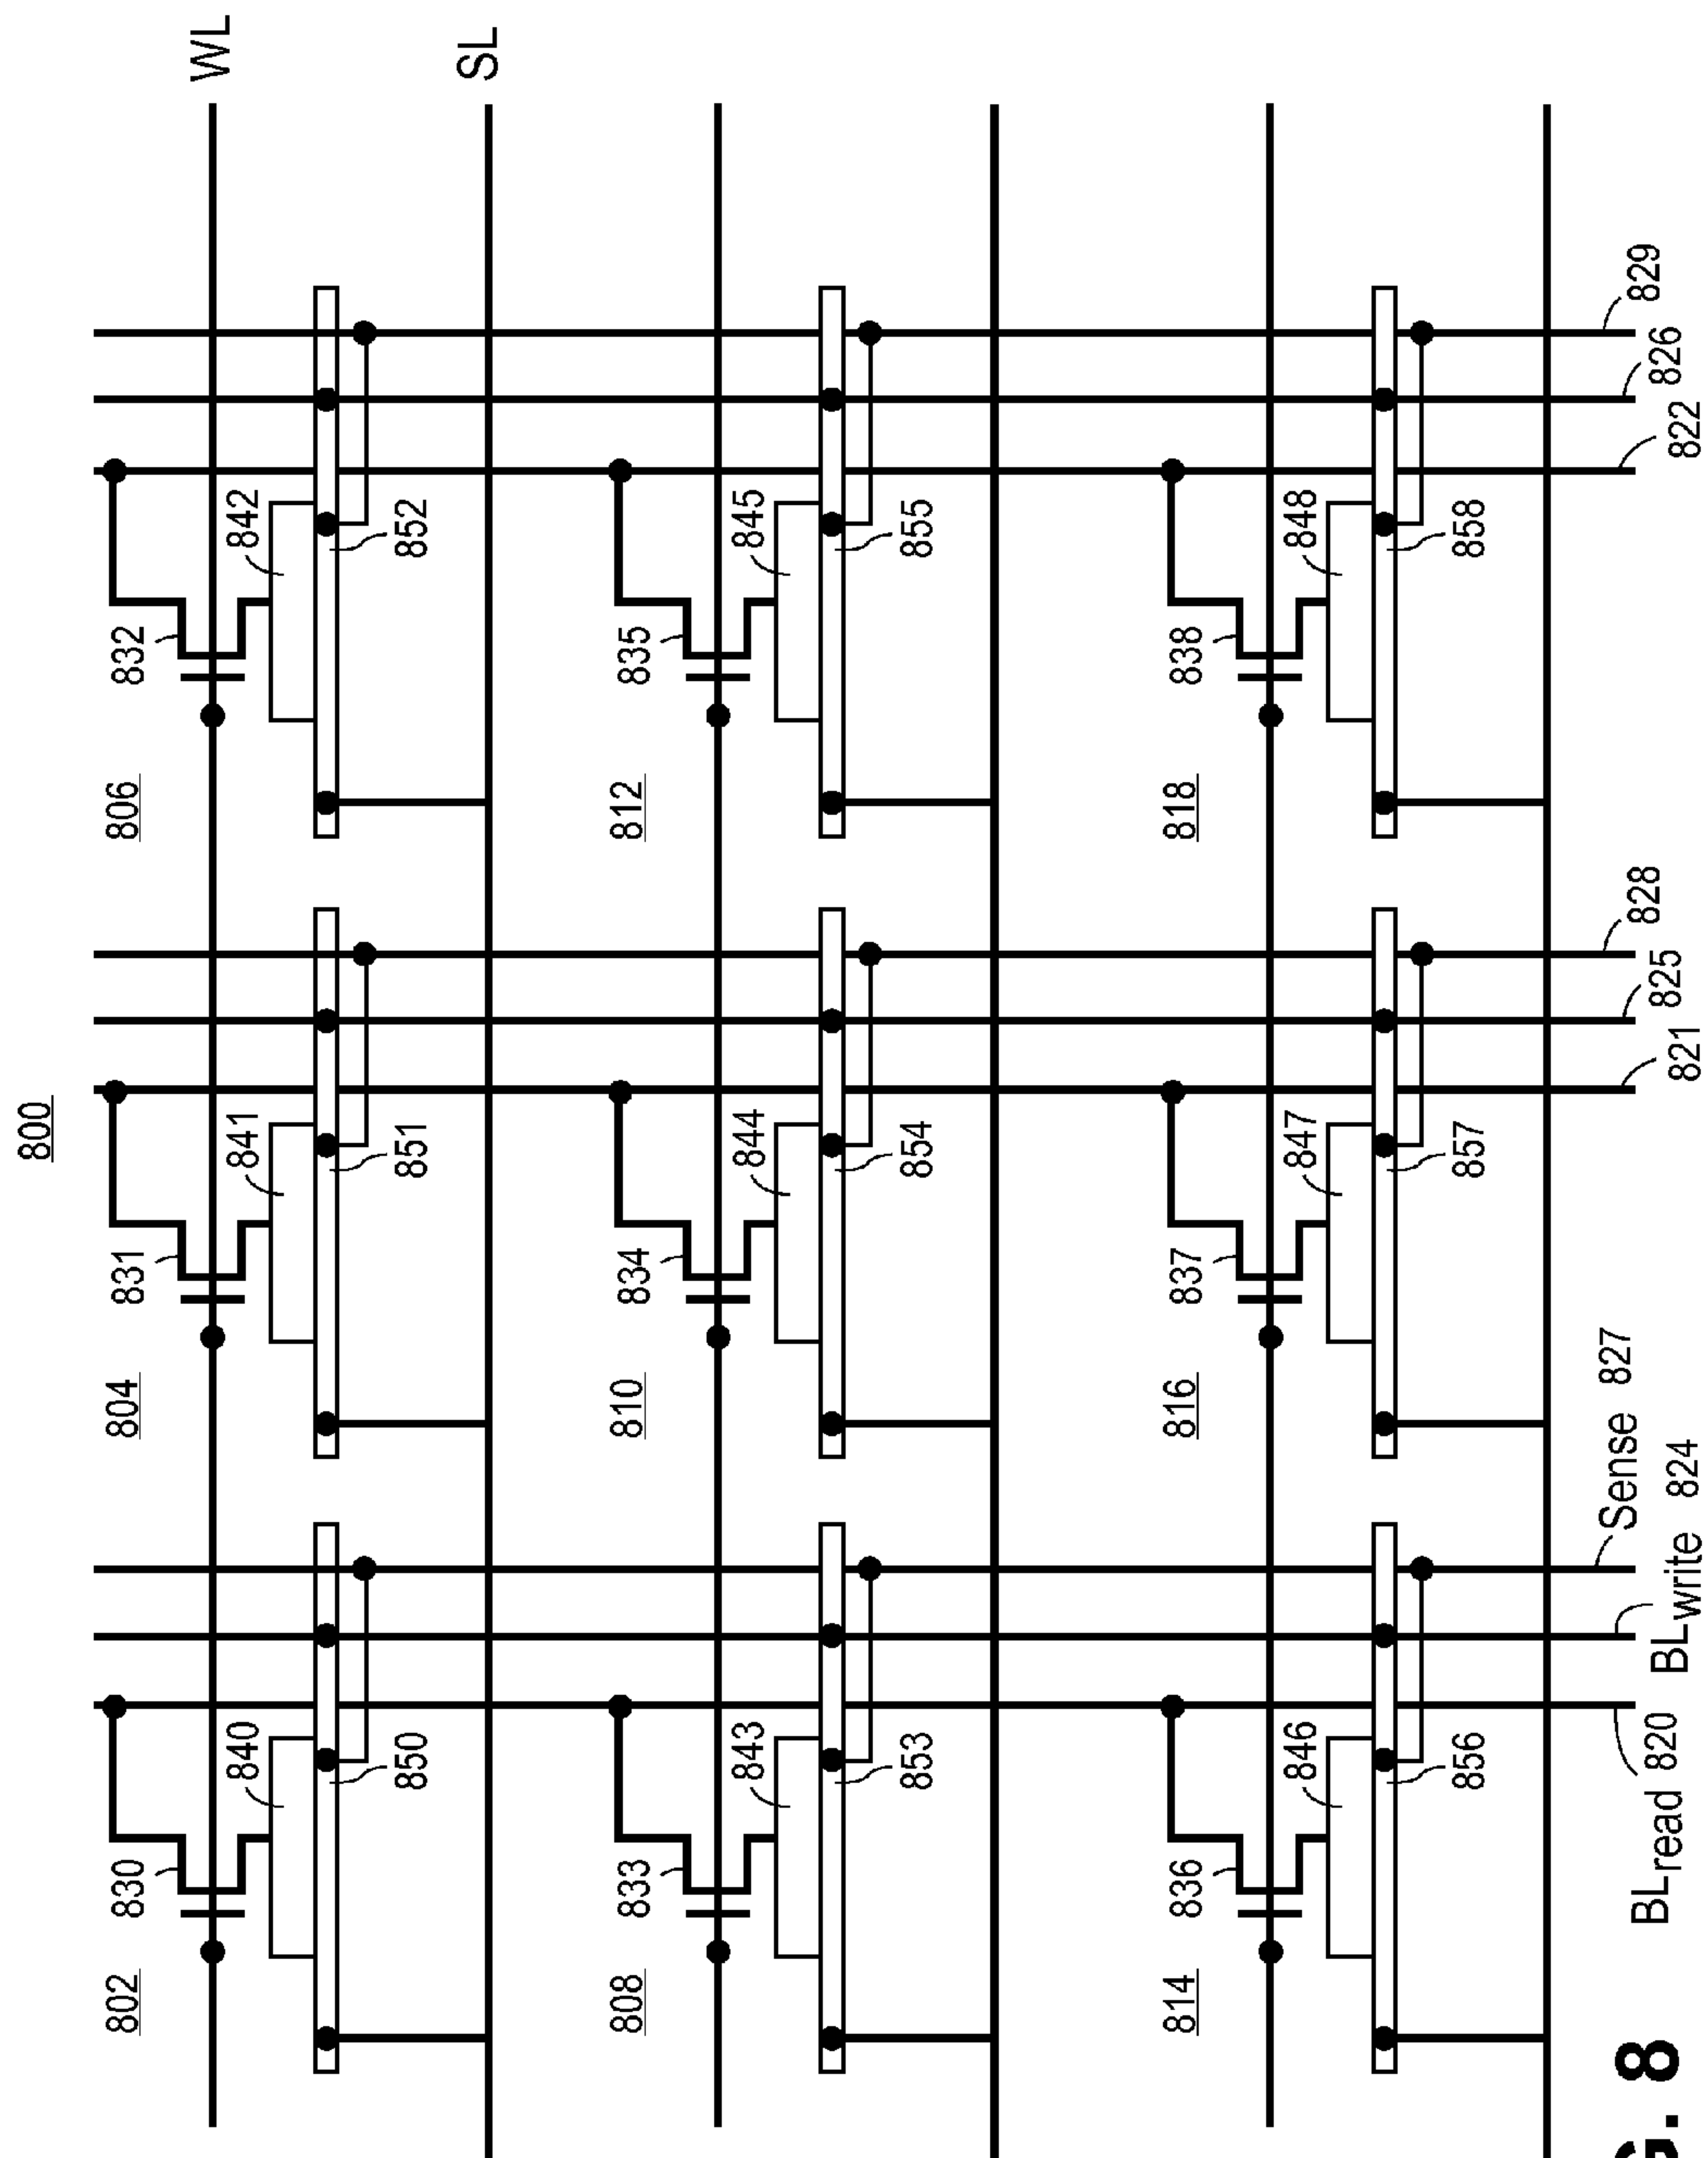 800
802 830 804 831 806 832
WL
840 841 842
850 851 852
SL
808 833 810 834 812 835
843 844 845
853 854 855
814 836 816 837 818 838
846 847 848
856 857 858
Sense 827 828 829
BLread 820
BLwrite 824 825 826
821 822
G. 8